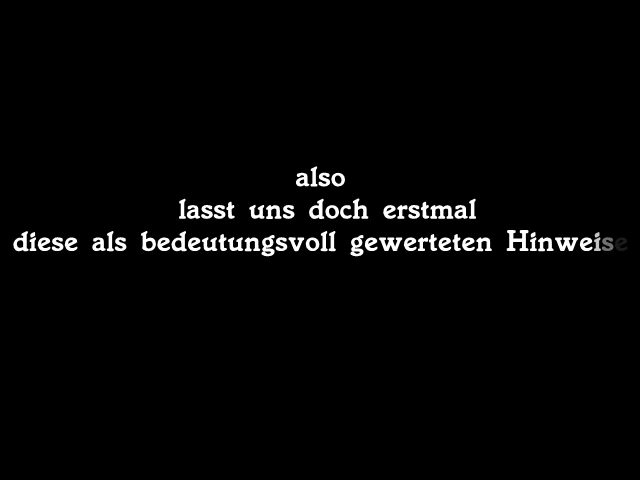 also
lasst uns doch erstmal
diese als bedeutungsvoll gewerteten Hinweise